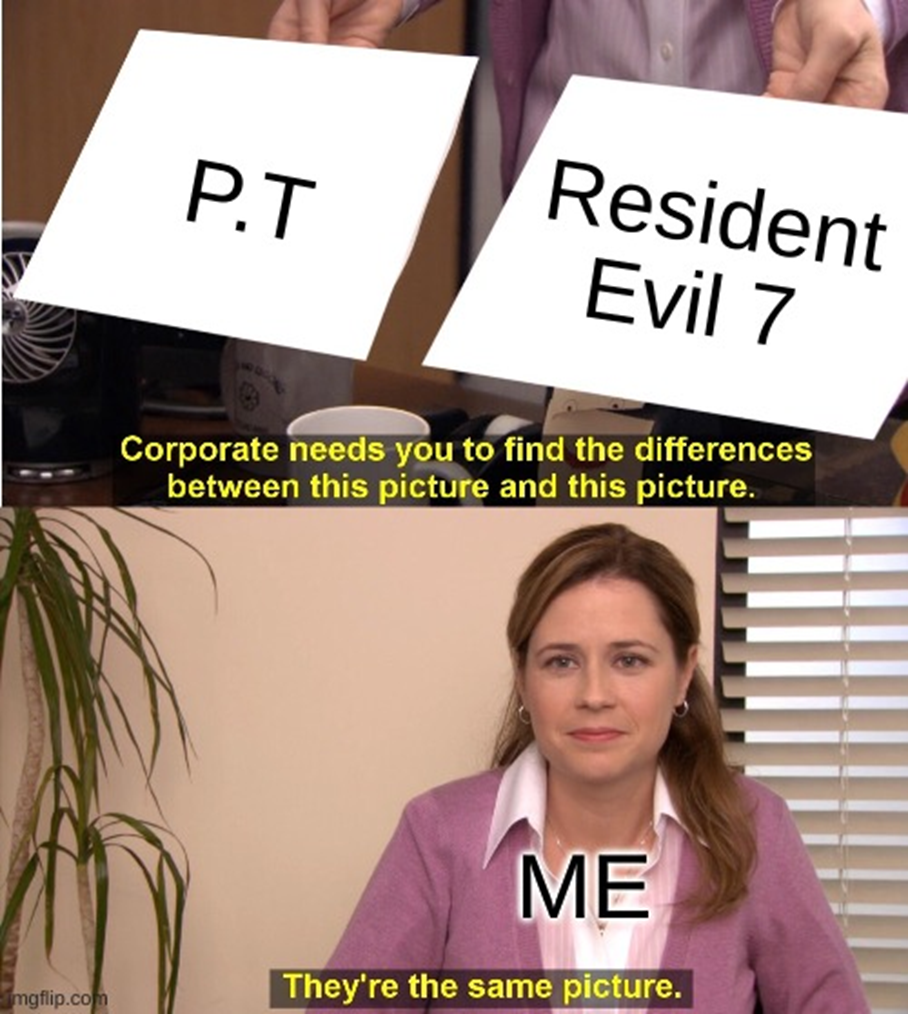 P.T
Resident
Evil 7
Corporate needs you to find the differences
between this picture and this picture.
ME
They're the same picture.
imgflip.com